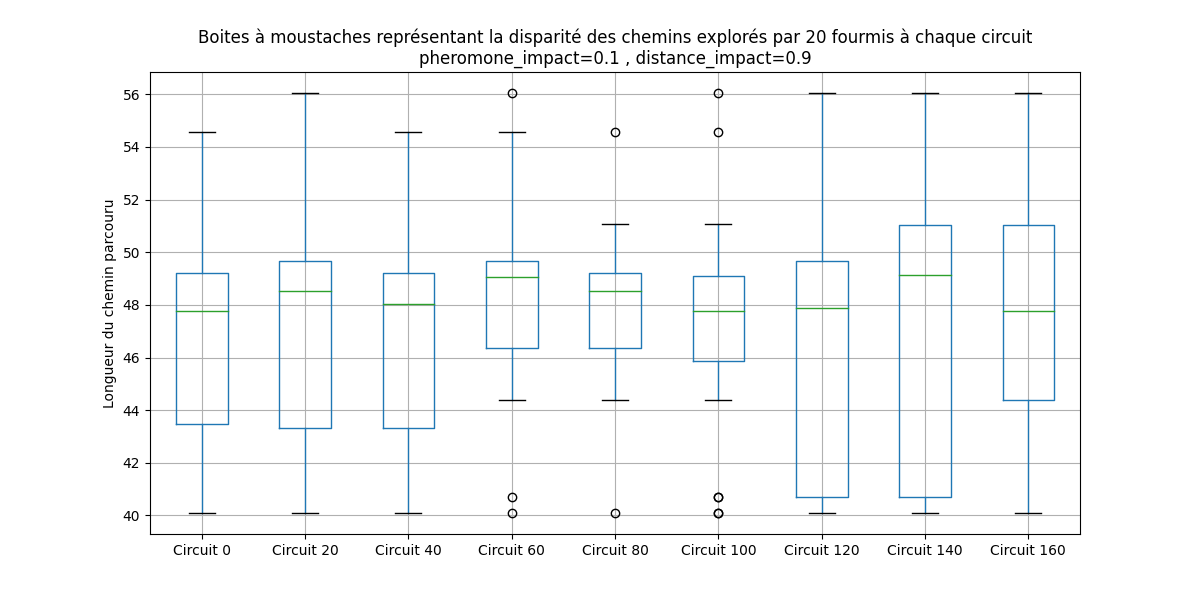 Boites à moustaches représentant la disparité des chemins explorés par 20 fourmis à chaque circuit
pheromone_impact=0.1 , distance_impact=0.9
Longueur du chemin parcouru
56
54
52
50
48
46
44
42
40
Circuit 0
Circuit 20
Circuit 40
Circuit 60
Circuit 80
Circuit 100
Circuit 120
Circuit 140
Circuit 160